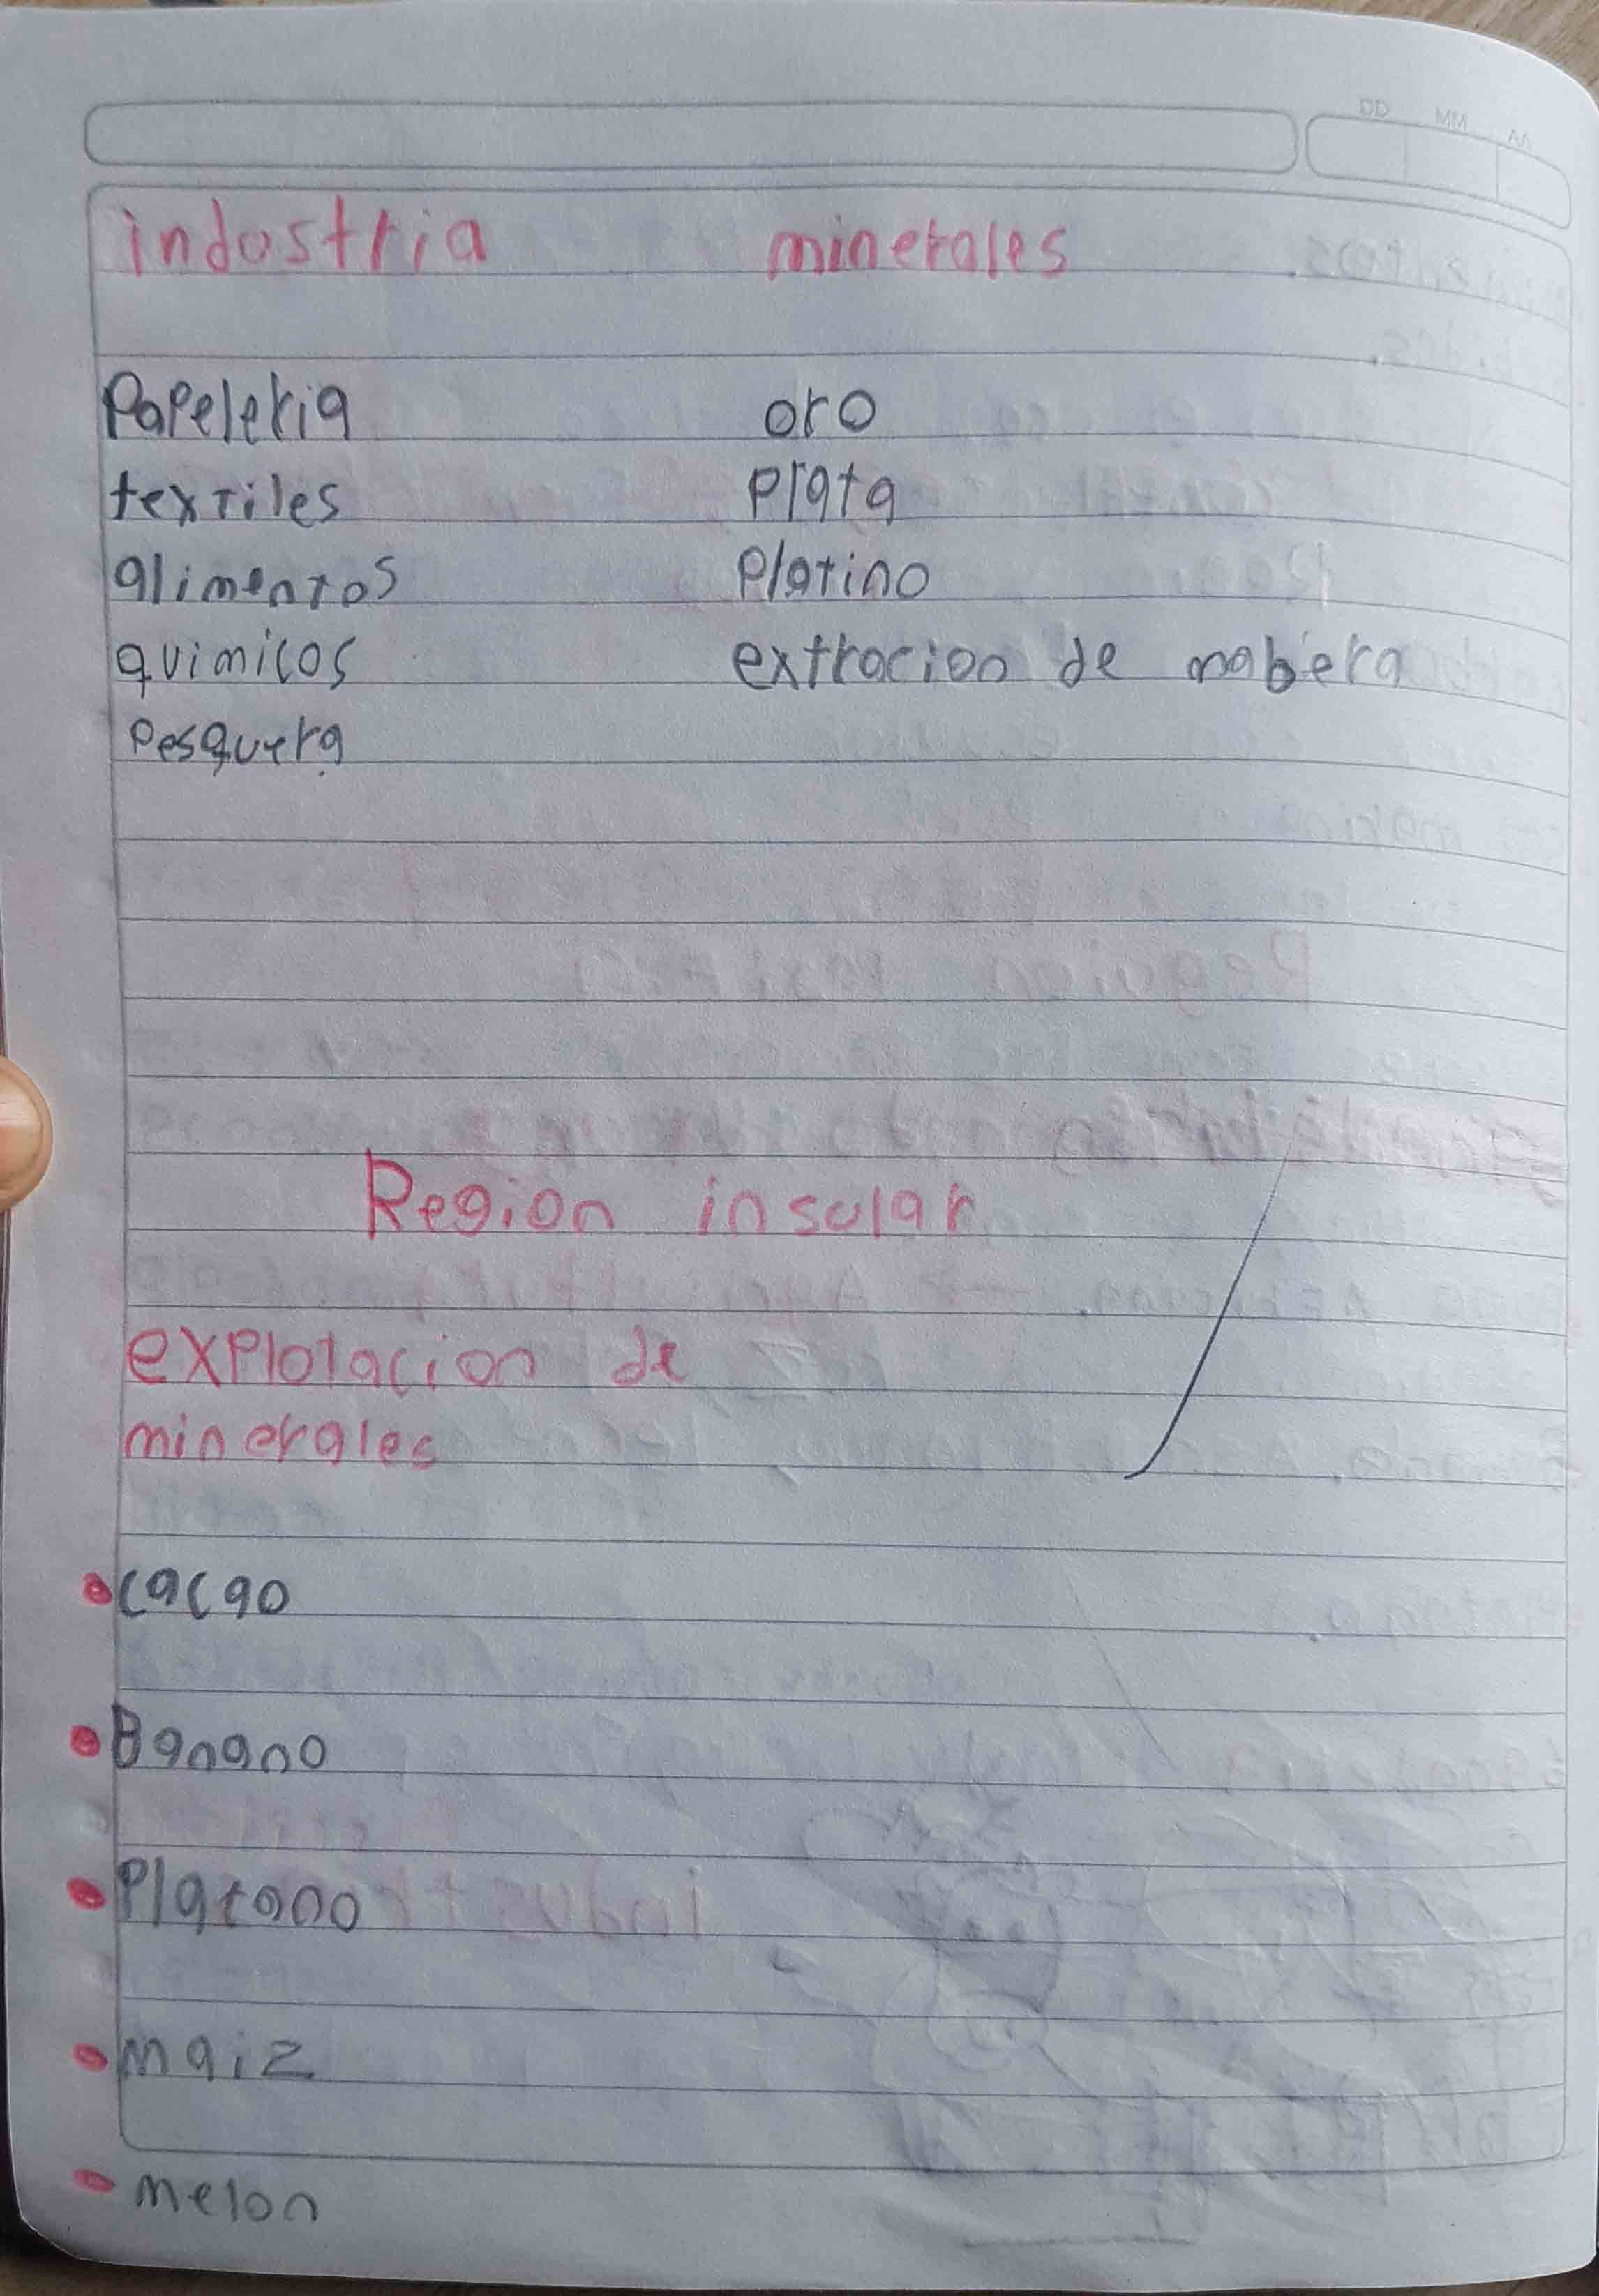 DD MM AA
indostria minerales
Papeleria oro
textiles plata
alimentos Platino
quimicos extracion de mabera
Pesquera
Region insular
explotacion de
minerales
cacao
Banano
Platano
maiz
melon